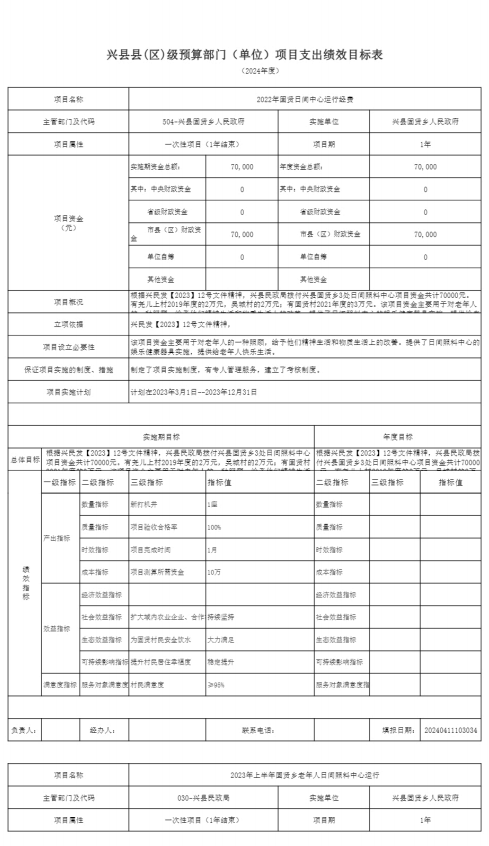 兴县县(区)级预算部门（单位）项目支出绩效目标表
（2024年度）
项目名称 2022年固贤日间中心运行经费
主管部门及代码 504-兴县固贤乡人民政府 实施单位 兴县固贤乡人民政府
项目属性 一次性项目（1年结束） 项目期 1年
项目资金（元）
实施期资金总额： 70,000 年度资金总额： 70,000
其中：中央财政资金 0 其中：中央财政资金 0
省级财政资金 0 省级财政资金 0
市县（区）财政资金 70,000 市县（区）财政资金 70,000
单位自筹 0 单位自筹 0
其他资金 其他资金
项目概况
根据兴民发【2023】12号文件精神，兴县民政局拨付兴县固贤乡3处日间照料中心项目资金共计70000元。
有尧儿上村2019年度的2万元，吴城村的2万元；有固贤村2021年度的3万元。该项目资金主要用于对老年人
立项依据 兴民发【2023】12号文件精神，
项目设立必要性
该项目资金主要用于对老年人的一种照顾，给予他们精神生活和物质生活上的改善。提供了日间照料中心的
娱乐健康器具实施，提供给老年人快乐生活。
保证项目实施的制度、措施 制定了项目实施制度，有专人管理服务，建立了考核制度。
项目实施计划 计划在2023年3月1日--2023年12月31日
实施期目标 年度目标
总体目标
根据兴民发【2023】12号文件精神，兴县民政局拨付兴县固贤乡3处日间照料中心
项目资金共计70000元。有尧儿上村2019年度的2万元，吴城村的2万元；有固贤村
根据兴民发【2023】12号文件精神，兴县民政局拨
付兴县固贤乡3处日间照料中心项目资金共计70000
绩效指标
一级指标 二级指标 三级指标 指标值 二级指标 三级指标 指标值
产出指标
数量指标 新打机井 1座 数量指标
质量指标 项目验收合格率 100% 质量指标
时效指标 项目完成时间 1月 时效指标
成本指标 项目测算所需资金 10万 成本指标
效益指标
经济效益指标 经济效益指标
社会效益指标 扩大域内农业企业、合作 持续坚持 社会效益指标
生态效益指标 为固贤村民安全饮水 大力满足 生态效益指标
可持续影响指标 提升村民居住幸福度 稳定提升 可持续影响指标
满意度指标 服务对象满意度 村民满意度 ≥96% 服务对象满意度指
负责人： 经办人： 联系电话： 填报日期： 20240411103034
项目名称 2023年上半年固贤乡老年人日间照料中心运行
主管部门及代码 030-兴县民政局 实施单位 兴县固贤乡人民政府
项目属性 一次性项目（1年结束） 项目期 1年